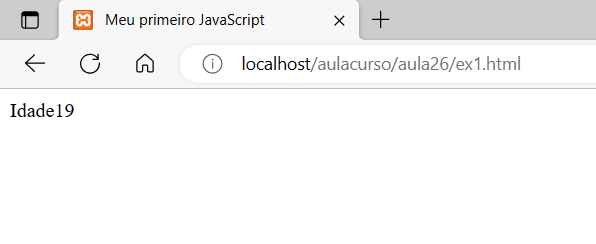 Meu primeiro JavaScript
localhost/aulacurso/aula26/ex1.html
Idade19